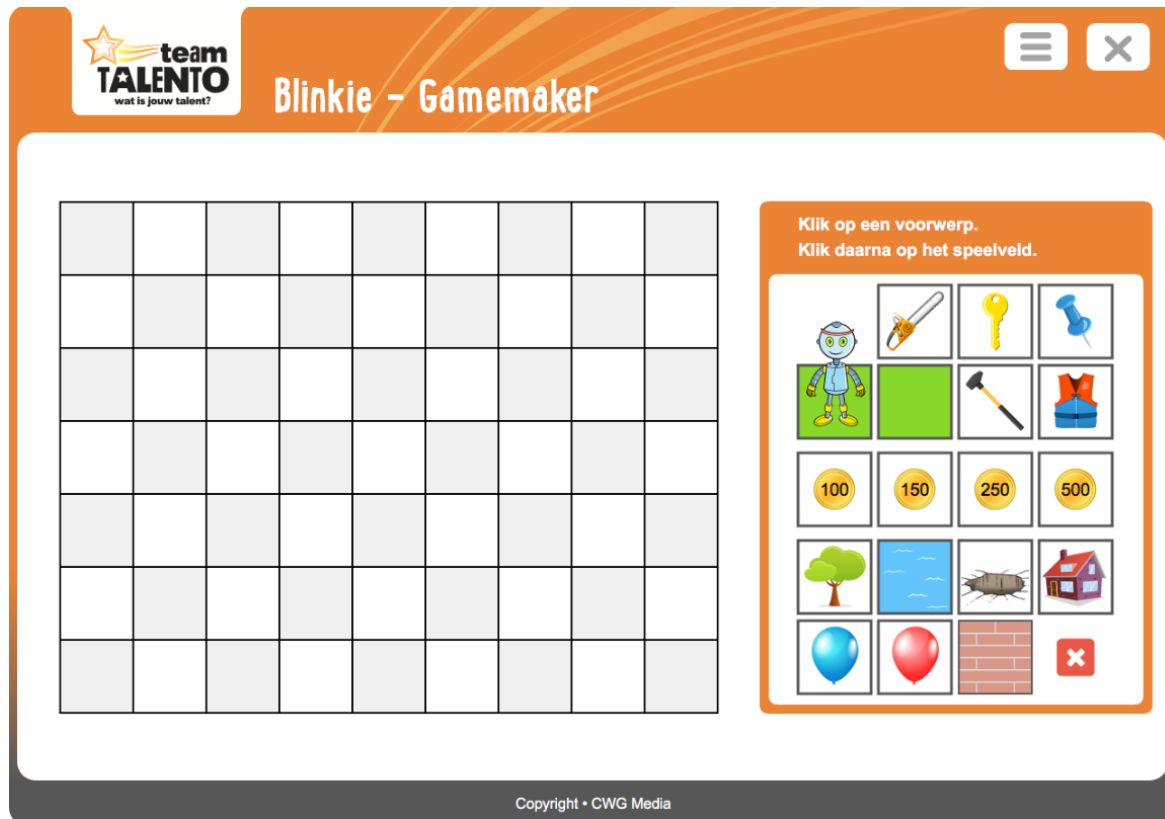 team
TALENTO
wat is jouw talent?
Blinkie - Gamemaker
Klik op een voorwerp.
Klik daarna op het speelveld.
100
150
250
500
Copyright • CWG Media